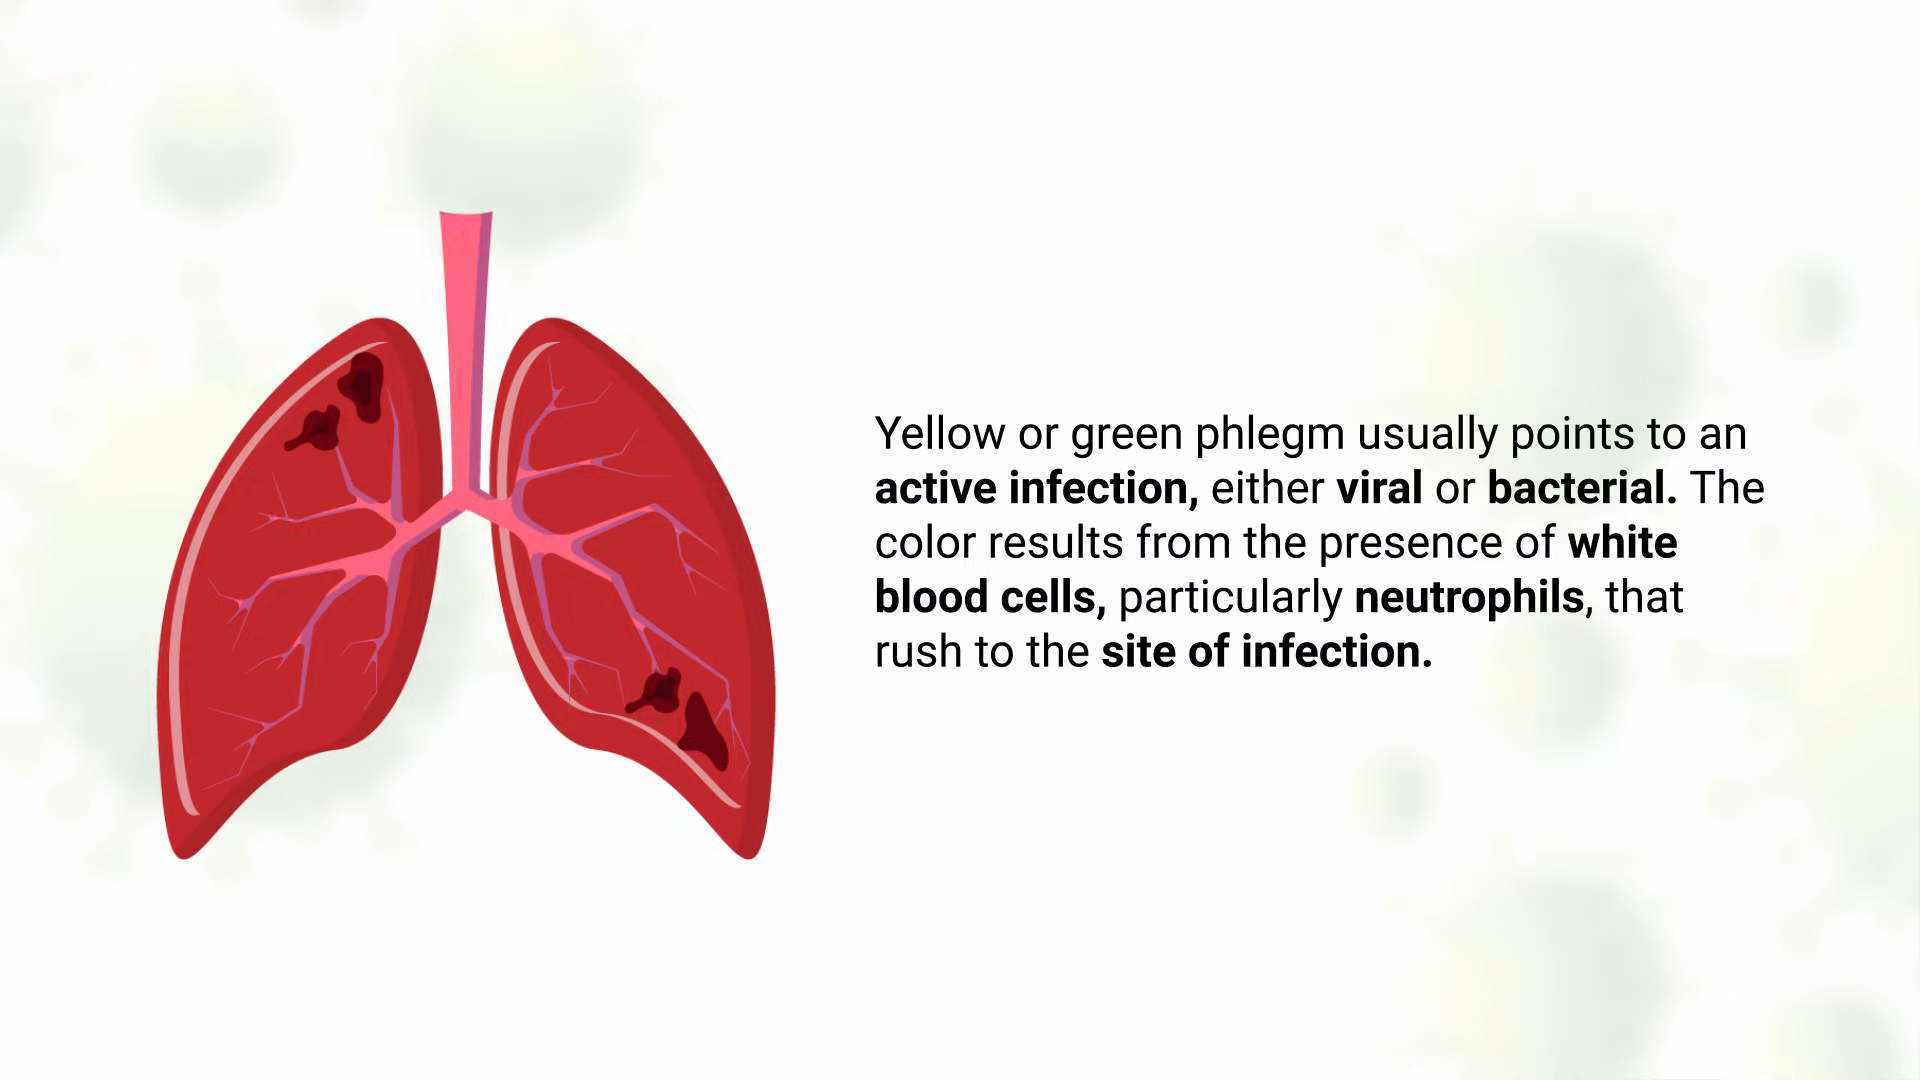 Yellow or green phlegm usually points to an
active infection, either viral or bacterial. The
color results from the presence of white
blood cells, particularly neutrophils, that
rush to the site of infection.